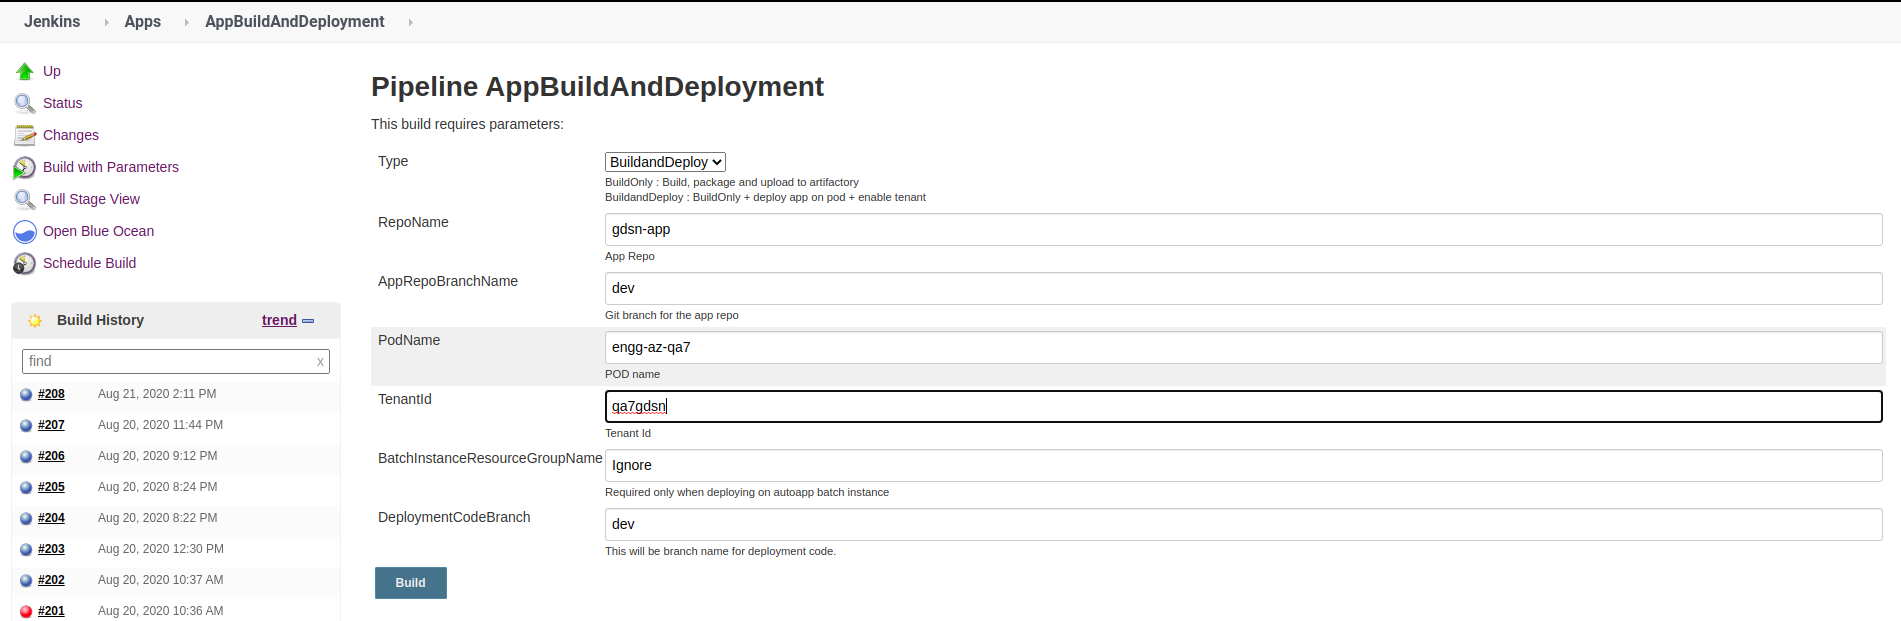 Jenkins Apps AppBuildAndDeployment
Up
Status
Changes
Build with Parameters
Full Stage View
Open Blue Ocean
Schedule Build
Build History trend
find x
#208 Aug 21, 2020 2:11 PM
#207 Aug 20, 2020 11:44 PM
#206 Aug 20, 2020 9:12 PM
#205 Aug 20, 2020 8:24 PM
#204 Aug 20, 2020 8:22 PM
#203 Aug 20, 2020 12:30 PM
#202 Aug 20, 2020 10:37 AM
#201 Aug 20, 2020 10:36 AM
Pipeline AppBuildAndDeployment
This build requires parameters:
Type BuildandDeploy
BuildOnly : Build, package and upload to artifactory
BuildandDeploy : BuildOnly + deploy app on pod + enable tenant
RepoName gdsn-app
App Repo
AppRepoBranchName dev
Git branch for the app repo
PodName engg-az-qa7
POD name
TenantId qa7gdsn
Tenant Id
BatchInstanceResourceGroupName Ignore
Required only when deploying on autoapp batch instance
DeploymentCodeBranch dev
This will be branch name for deployment code.
Build